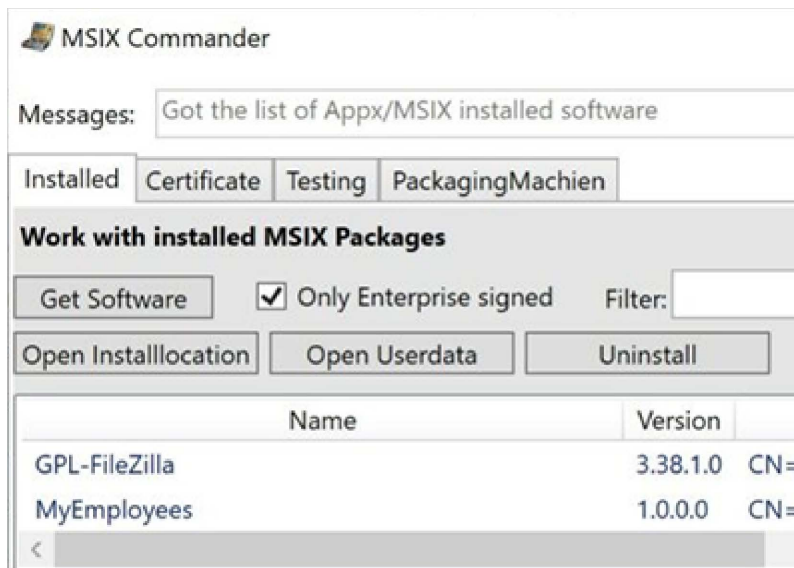 MSIX Commander
Messages: Got the list of Appx/MSIX installed software
Installed Certificate Testing PackagingMachien
Work with installed MSIX Packages
Get Software Only Enterprise signed Filter:
Open Installlocation Open Userdata Uninstall
Name Version
GPL-FileZilla 3.38.1.0 CN=
MyEmployees 1.0.0.0 CN=